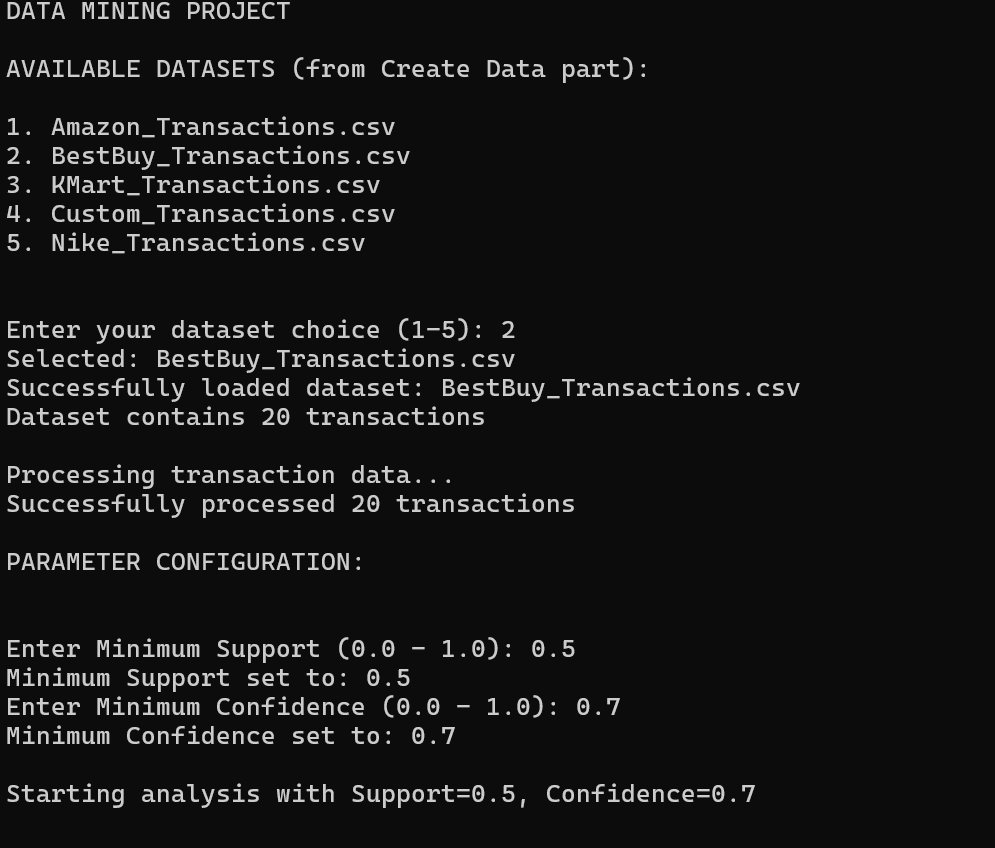 DATA MINING PROJECT
AVAILABLE DATASETS (from Create Data part):
1. Amazon_Transactions.csv
2. BestBuy_Transactions.csv
3. KMart_Transactions.csv
4. Custom_Transactions.csv
5. Nike_Transactions.csv
Enter your dataset choice (1-5): 2
Selected: BestBuy_Transactions.csv
Successfully loaded dataset: BestBuy_Transactions.csv
Dataset contains 20 transactions
Processing transaction data...
Successfully processed 20 transactions
PARAMETER CONFIGURATION:
Enter Minimum Support (0.0 - 1.0): 0.5
Minimum Support set to: 0.5
Enter Minimum Confidence (0.0 - 1.0): 0.7
Minimum Confidence set to: 0.7
Starting analysis with Support=0.5, Confidence=0.7